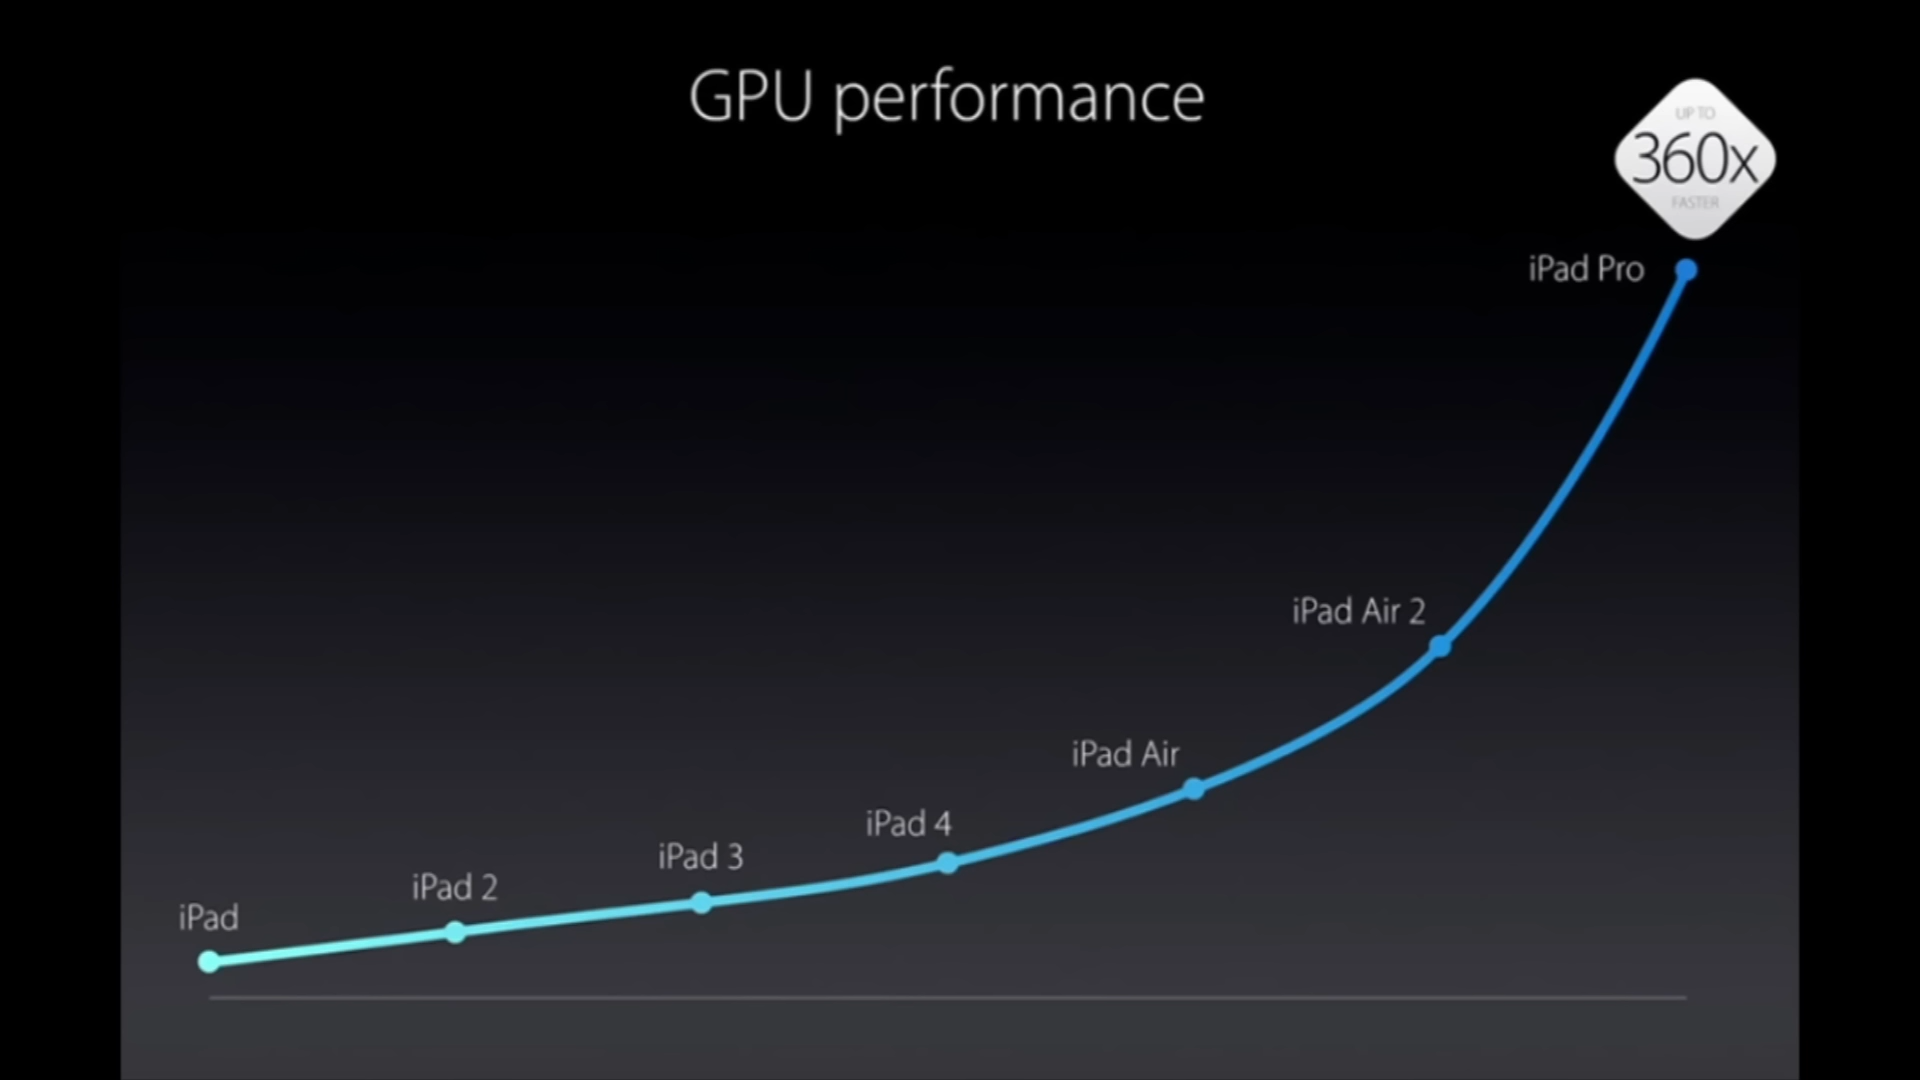 GPU performance
UP TO
360x
FASTER
iPad Pro
iPad Air 2
iPad Air
iPad 4
iPad 3
iPad 2
iPad